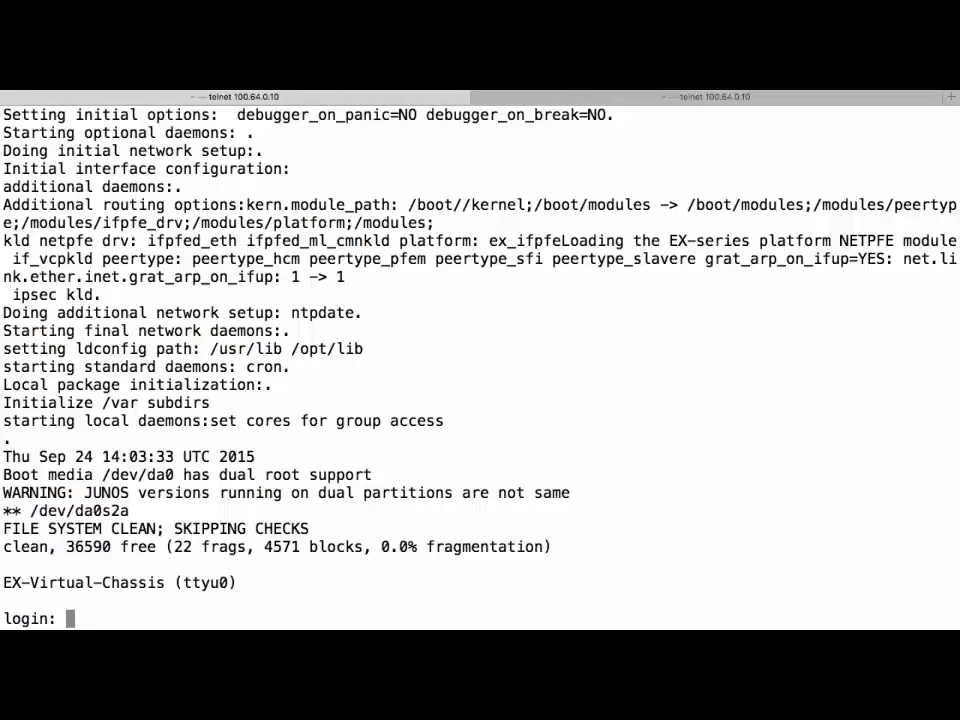 - — telnet 100.64.0.10
- — telnet 100.64.0.10
+
Setting initial options:  debugger_on_panic=NO debugger_on_break=NO.
Starting optional daemons: .
Doing initial network setup:.
Initial interface configuration:
additional daemons:.
Additional routing options:kern.module_path: /boot//kernel;/boot/modules -> /boot/modules;/modules/peertyp
e;/modules/ifpfe_drv;/modules/platform;/modules;
kld netpfe drv: ifpfed_eth ifpfed_ml_cmnkld platform: ex_ifpfeLoading the EX-series platform NETPFE module
 if_vcpkld peertype: peertype_hcm peertype_pfem peertype_sfi peertype_slavere grat_arp_on_ifup=YES: net.li
nk.ether.inet.grat_arp_on_ifup: 1 -> 1
 ipsec kld.
Doing additional network setup: ntpdate.
Starting final network daemons:.
setting ldconfig path: /usr/lib /opt/lib
starting standard daemons: cron.
Local package initialization:.
Initialize /var subdirs
starting local daemons:set cores for group access
.
Thu Sep 24 14:03:33 UTC 2015
Boot media /dev/da0 has dual root support
WARNING: JUNOS versions running on dual partitions are not same
** /dev/da0s2a
FILE SYSTEM CLEAN; SKIPPING CHECKS
clean, 36590 free (22 frags, 4571 blocks, 0.0% fragmentation)
EX-Virtual-Chassis (ttyu0)
login: